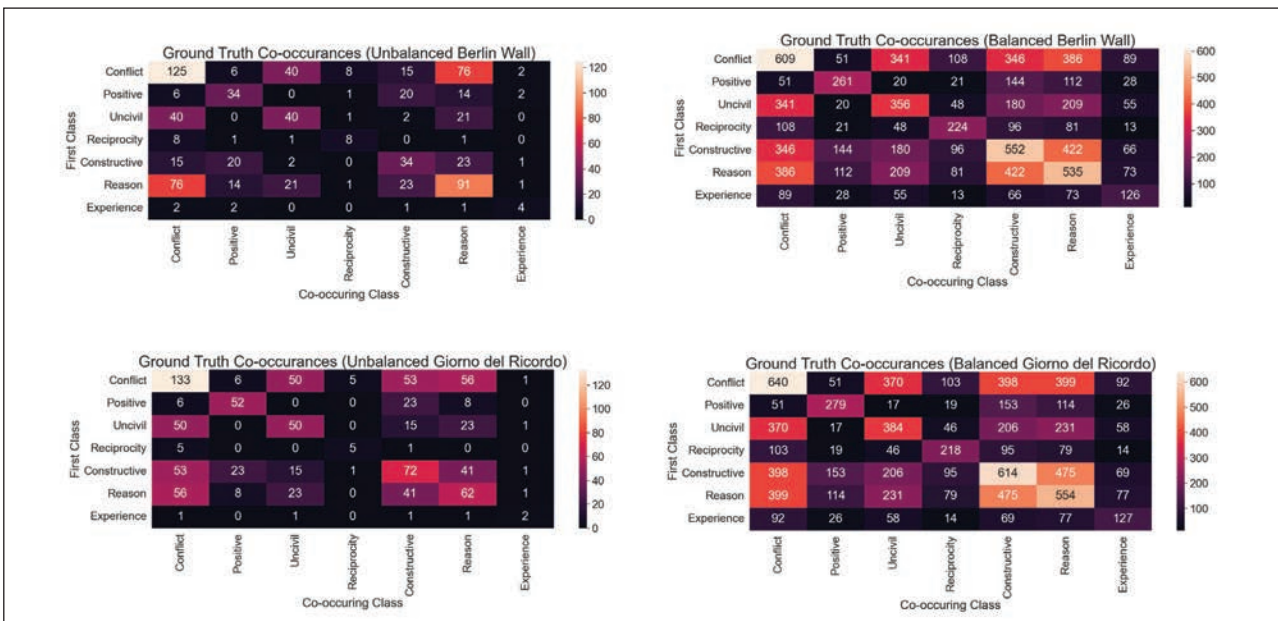 Ground Truth Co-occurances (Unbalanced Berlin Wall)
First Class
Conflict 125 6 40 8 15 76 2
Positive 6 34 0 1 20 14 2
Uncivil 40 0 40 1 2 21 0
Reciprocity 8 1 1 8 0 1 0
Constructive 15 20 2 0 34 23 1
Reason 76 14 21 1 23 91 1
Experience 2 2 0 0 1 1 4
Conflict Positive Uncivil Reciprocity Constructive Reason Experience
Co-occuring Class
120
100
80
60
40
20
0
Ground Truth Co-occurances (Balanced Berlin Wall)
First Class
Conflict 609 51 341 108 346 386 89
Positive 51 261 20 21 144 112 28
Uncivil 341 20 356 48 180 209 55
Reciprocity 108 21 48 224 96 81 13
Constructive 346 144 180 96 552 422 66
Reason 386 112 209 81 422 535 73
Experience 89 28 55 13 66 73 126
Conflict Positive Uncivil Reciprocity Constructive Reason Experience
Co-occuring Class
600
500
400
300
200
100
Ground Truth Co-occurances (Unbalanced Giorno del Ricordo)
First Class
Conflict 133 6 50 5 53 56 1
Positive 6 52 0 0 23 8 0
Uncivil 50 0 50 0 15 23 1
Reciprocity 5 0 0 5 1 0 0
Constructive 53 23 15 1 72 41 1
Reason 56 8 23 0 41 62 1
Experience 1 0 1 0 1 1 2
Conflict Positive Uncivil Reciprocity Constructive Reason Experience
Co-occuring Class
120
100
80
60
40
20
0
Ground Truth Co-occurances (Balanced Giorno del Ricordo)
First Class
Conflict 640 51 370 103 398 399 92
Positive 51 279 17 19 153 114 26
Uncivil 370 17 384 46 206 231 58
Reciprocity 103 19 46 218 95 79 14
Constructive 398 153 206 95 614 475 69
Reason 399 114 231 79 475 554 77
Experience 92 26 58 14 69 77 127
Conflict Positive Uncivil Reciprocity Constructive Reason Experience
Co-occuring Class
600
500
400
300
200
100